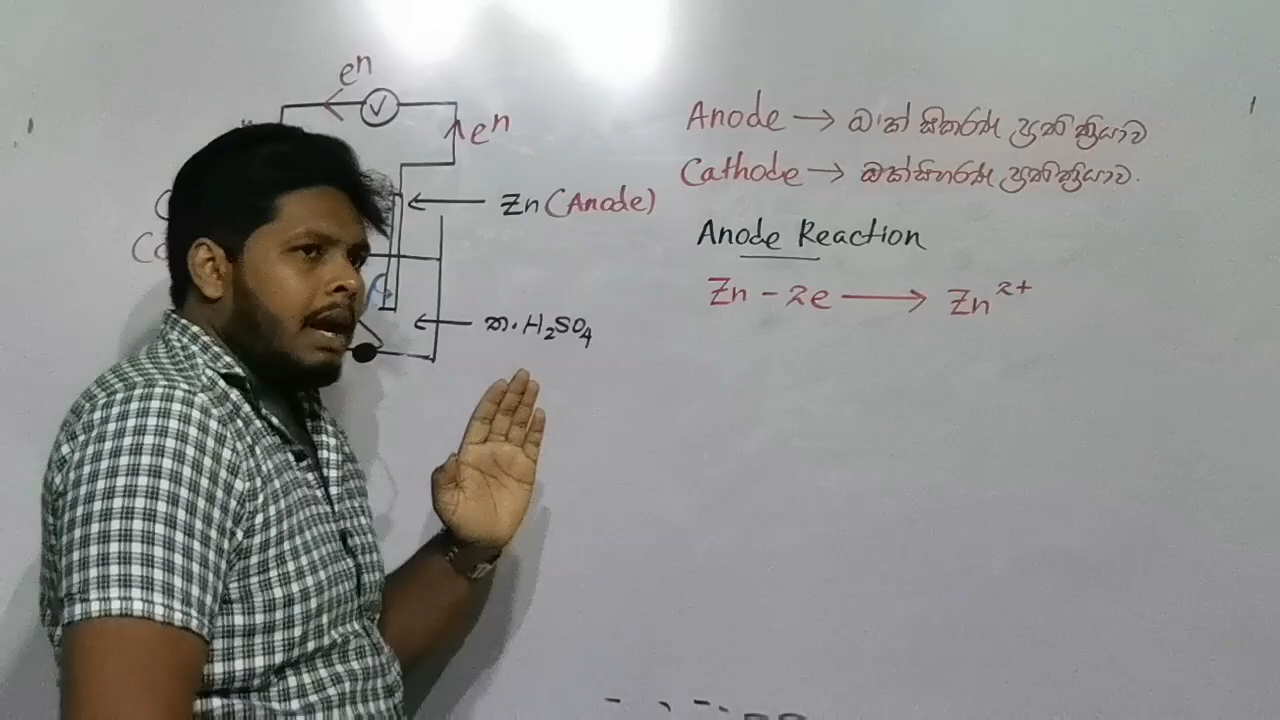 eⁿ
V
eⁿ
Zn (Anode)
ත. H₂SO₄
Anode → ඔක්සිකරණ ප්‍රතික්‍රියාව
Cathode → ඔක්සිහරණ ප්‍රතික්‍රියාව.
Anode Reaction
Zn – 2e ⟶ Zn²⁺